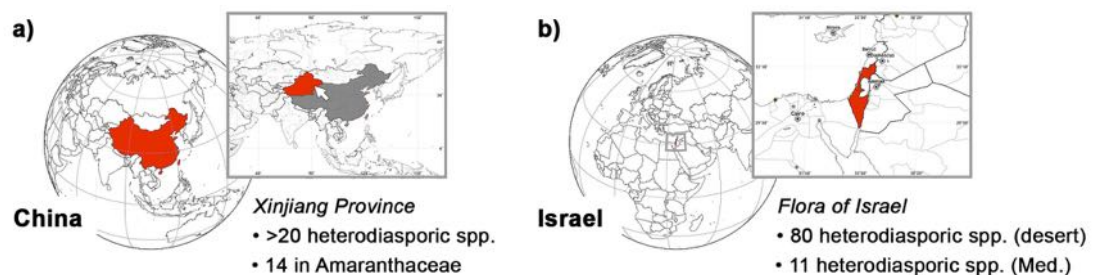 a)
China
Xinjiang Province
• >20 heterodiasporic spp.
• 14 in Amaranthaceae
b)
Cairo
Israel
Flora of Israel
• 80 heterodiasporic spp. (desert)
• 11 heterodiasporic spp. (Med.)